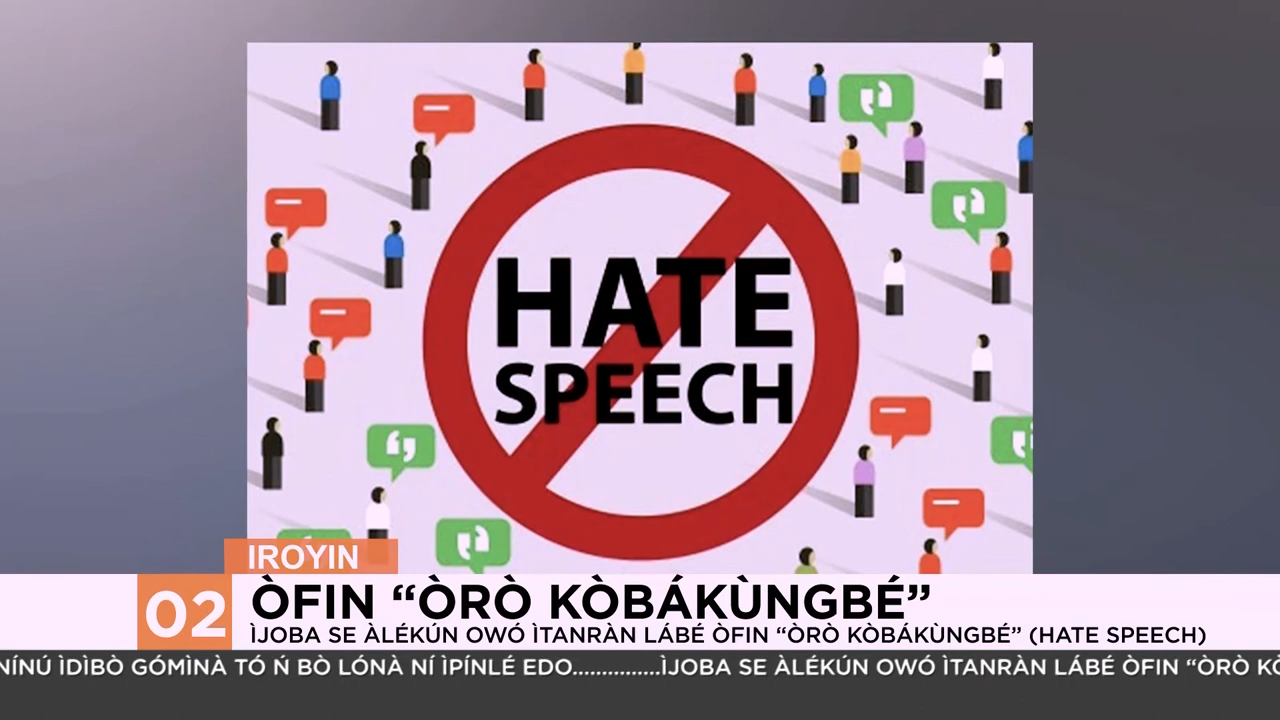 HATE
SPEECH
IROYIN
02
ÒFIN “ÒRÒ KÒBÁKÙNGBÉ”
ÌJOBA SE ÀLÉKÚN OWÓ ÌTANRÀN LÁBÉ ÒFIN “ÒRÒ KÒBÁKÙNGBÉ” (HATE SPEECH)
NÍNÚ ÌDÌBÒ GÓMÌNÀ TÓ Ń BÒ LÓNÀ NÍ ÌPÍNLÉ EDO...............ÌJOBA SE ÀLÉKÚN OWÓ ÌTANRÀN LÁBÉ ÒFIN “ÒRÒ